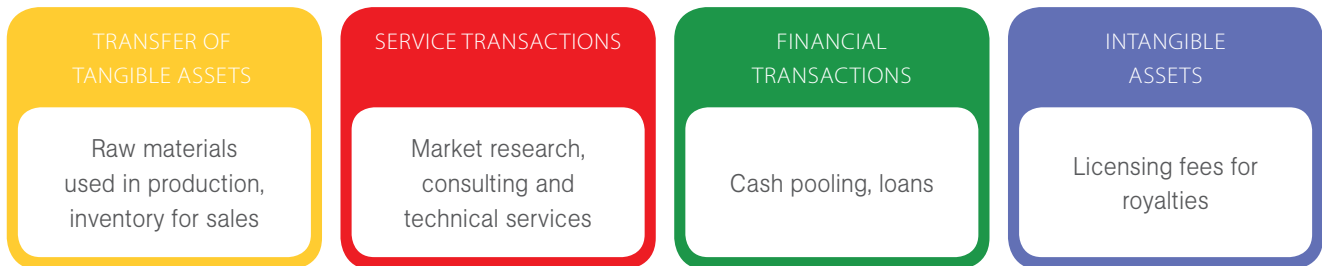 TRANSFER OF
TANGIBLE ASSETS
Raw materials
used in production,
inventory for sales
SERVICE TRANSACTIONS
Market research,
consulting and
technical services
FINANCIAL
TRANSACTIONS
Cash pooling, loans
INTANGIBLE
ASSETS
Licensing fees for
royalties